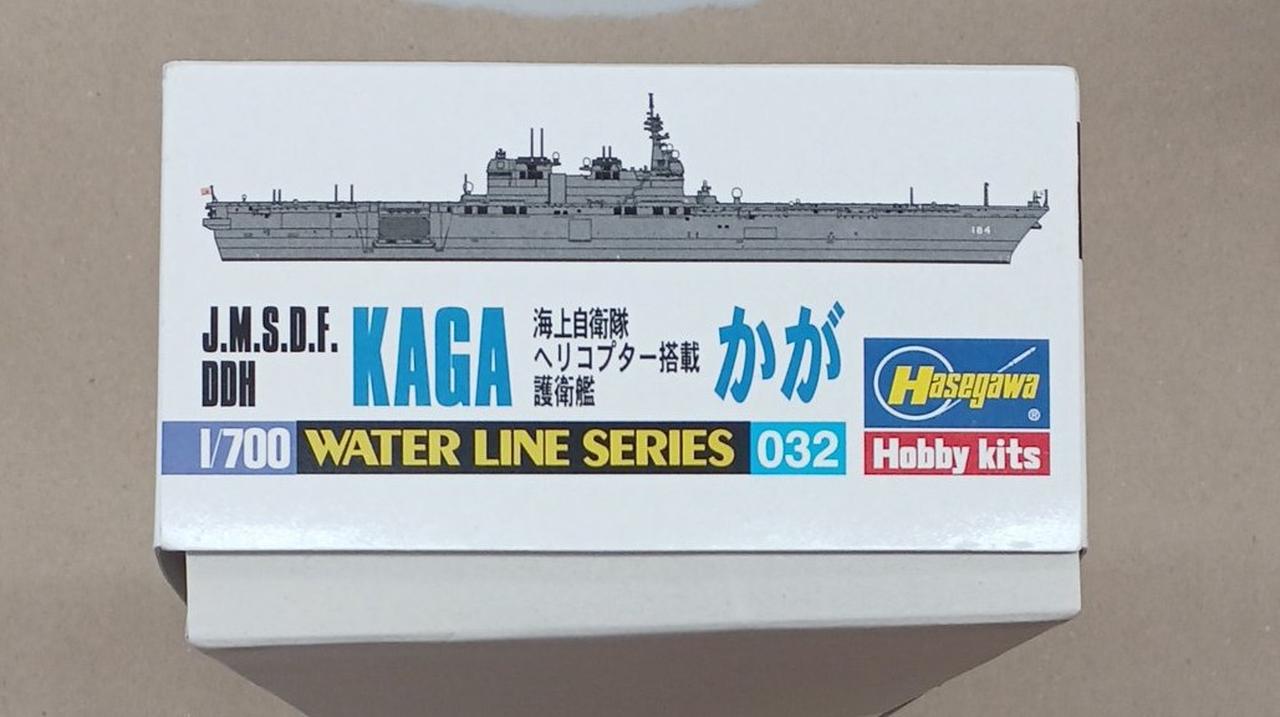 184
J.M.S.D.F.
DDH
KAGA
海上自衛隊
ヘリコプター搭載
護衛艦
かが
Hasegawa®
Hobby kits
1/700 WATER LINE SERIES 032